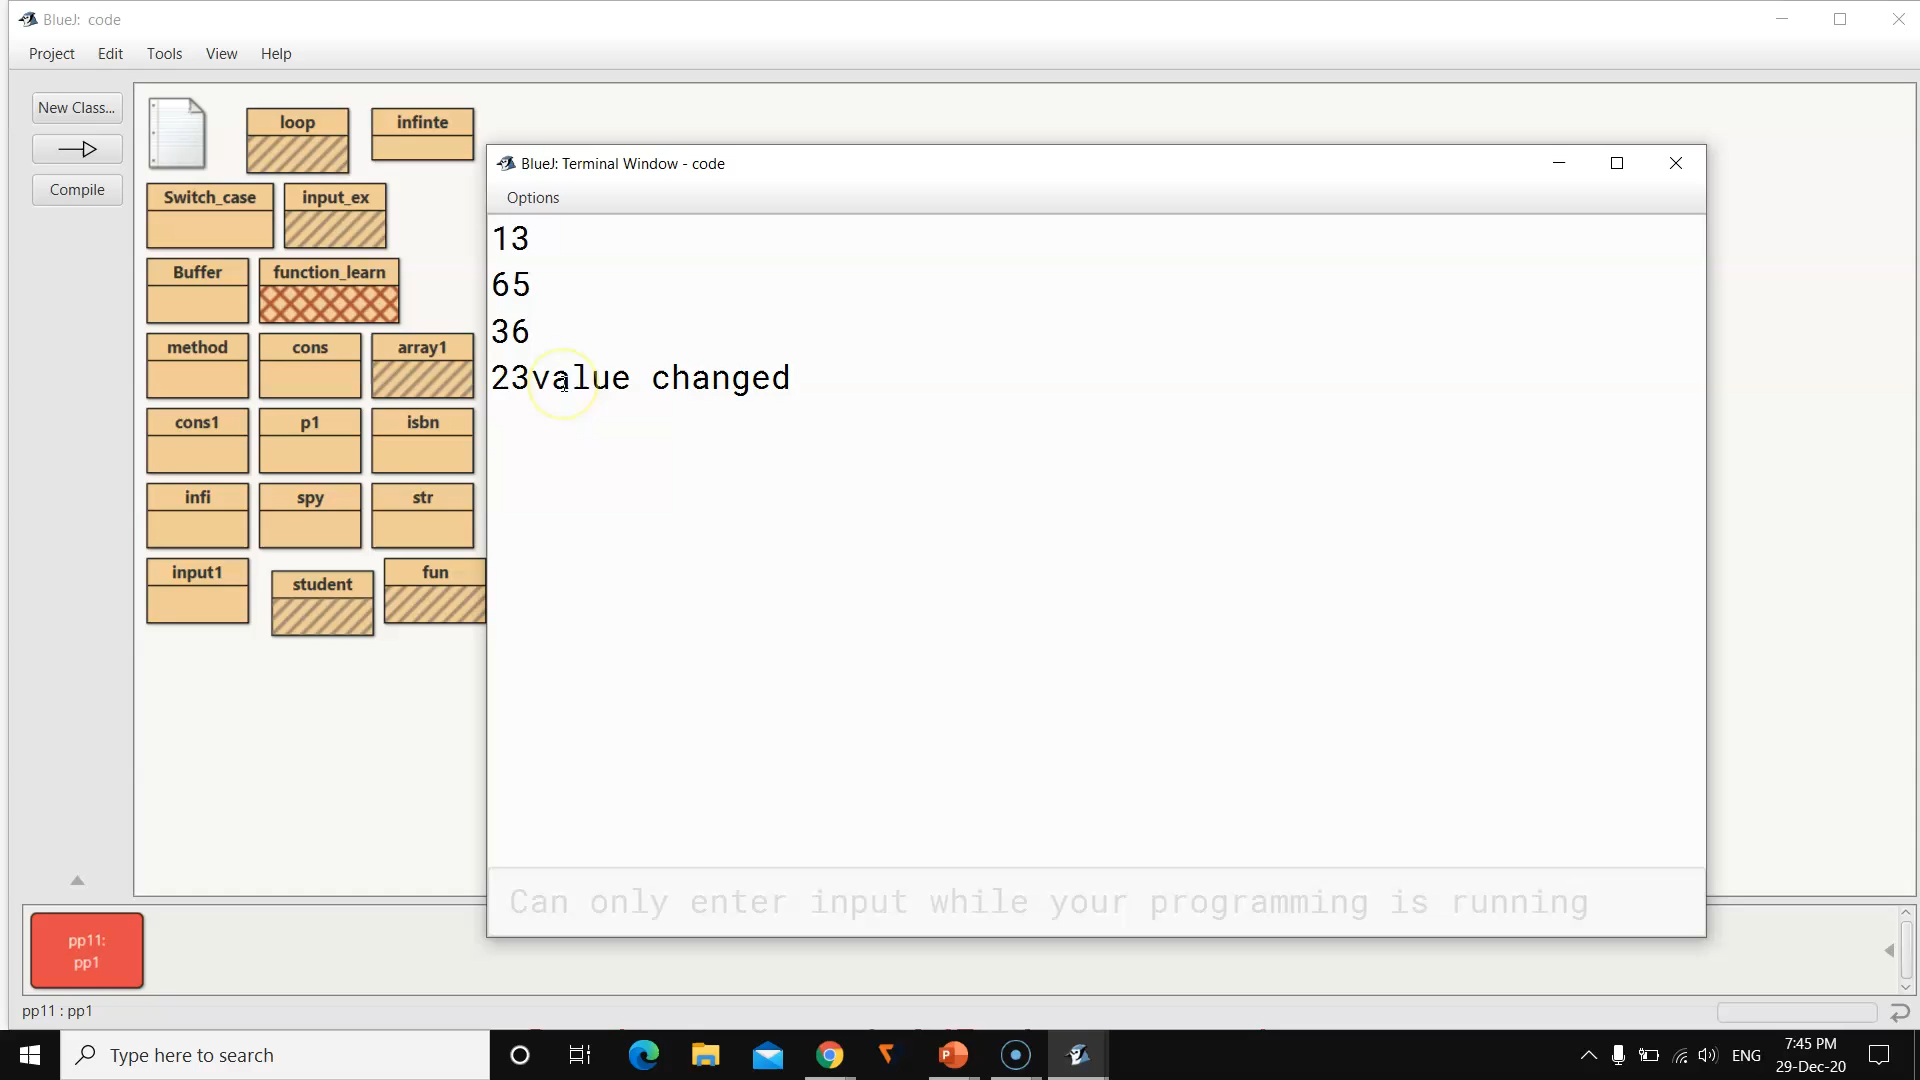 BlueJ: code
Project Edit Tools View Help
New Class...
Compile
loop infinte
Switch_case input_ex
Buffer function_learn
method cons array1
cons1 p1 isbn
infi spy str
input1 student fun
BlueJ: Terminal Window - code
Options
13
65
36
23value changed
Can only enter input while your programming is running
pp11:
pp1
pp11 : pp1
Type here to search
ENG
7:45 PM
29-Dec-20